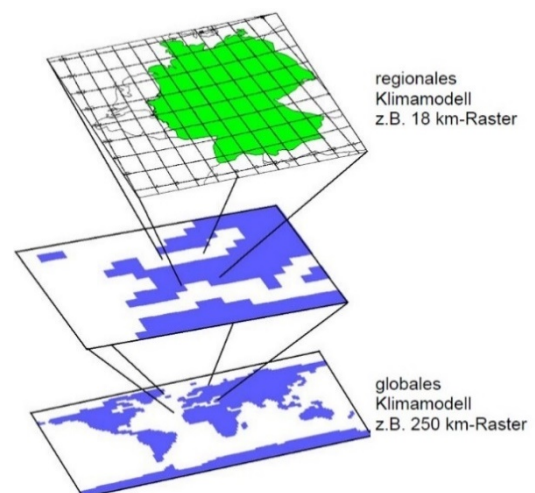 regionales
Klimamodell
z.B. 18 km-Raster
globales
Klimamodell
z.B. 250 km-Raster